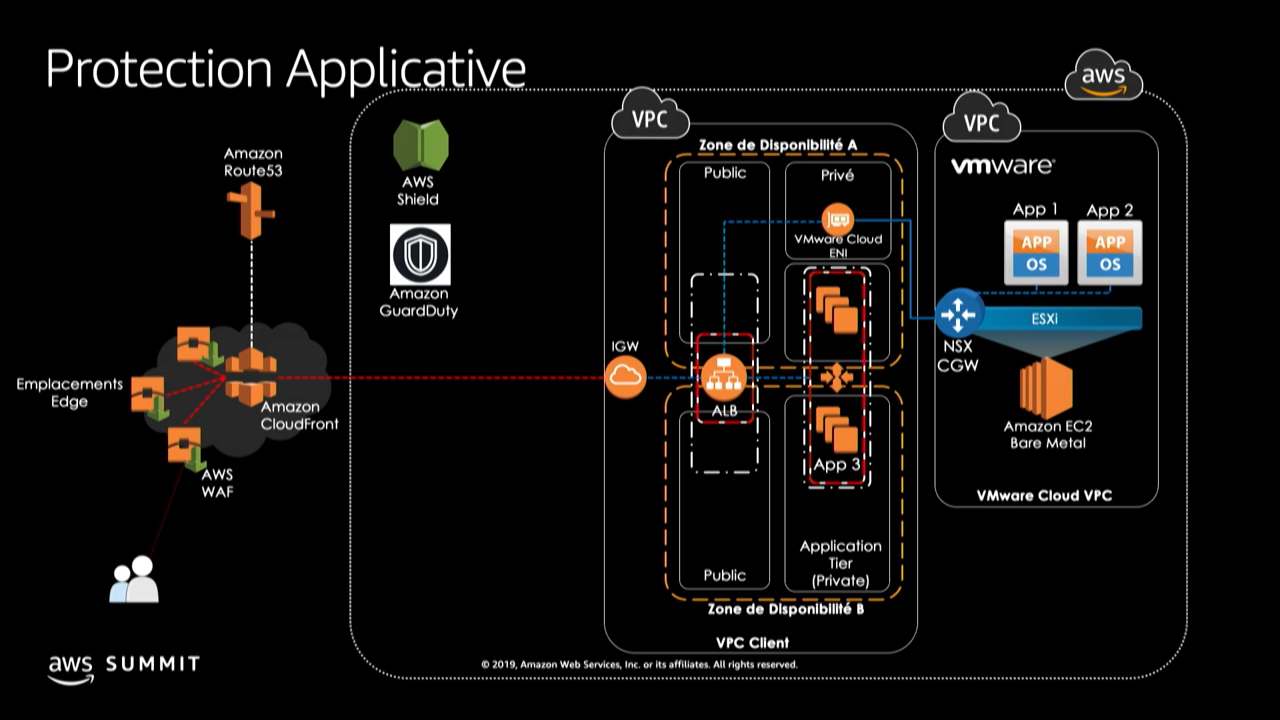 Protection Applicative
aws
VPC
VPC
Zone de Disponibilité A
vmware®
Amazon
Route53
AWS
Shield
Public
Privé
App 1
App 2
VMware Cloud
ENI
APP
OS
APP
OS
Amazon
GuardDuty
ESXi
IGW
NSX
CGW
Emplacements
Edge
Amazon
CloudFront
ALB
Amazon EC2
Bare Metal
App 3
AWS
WAF
VMware Cloud VPC
Application
Tier
(Private)
Public
Zone de Disponibilité B
VPC Client
aws SUMMIT
© 2019, Amazon Web Services, Inc. or its affiliates. All rights reserved.